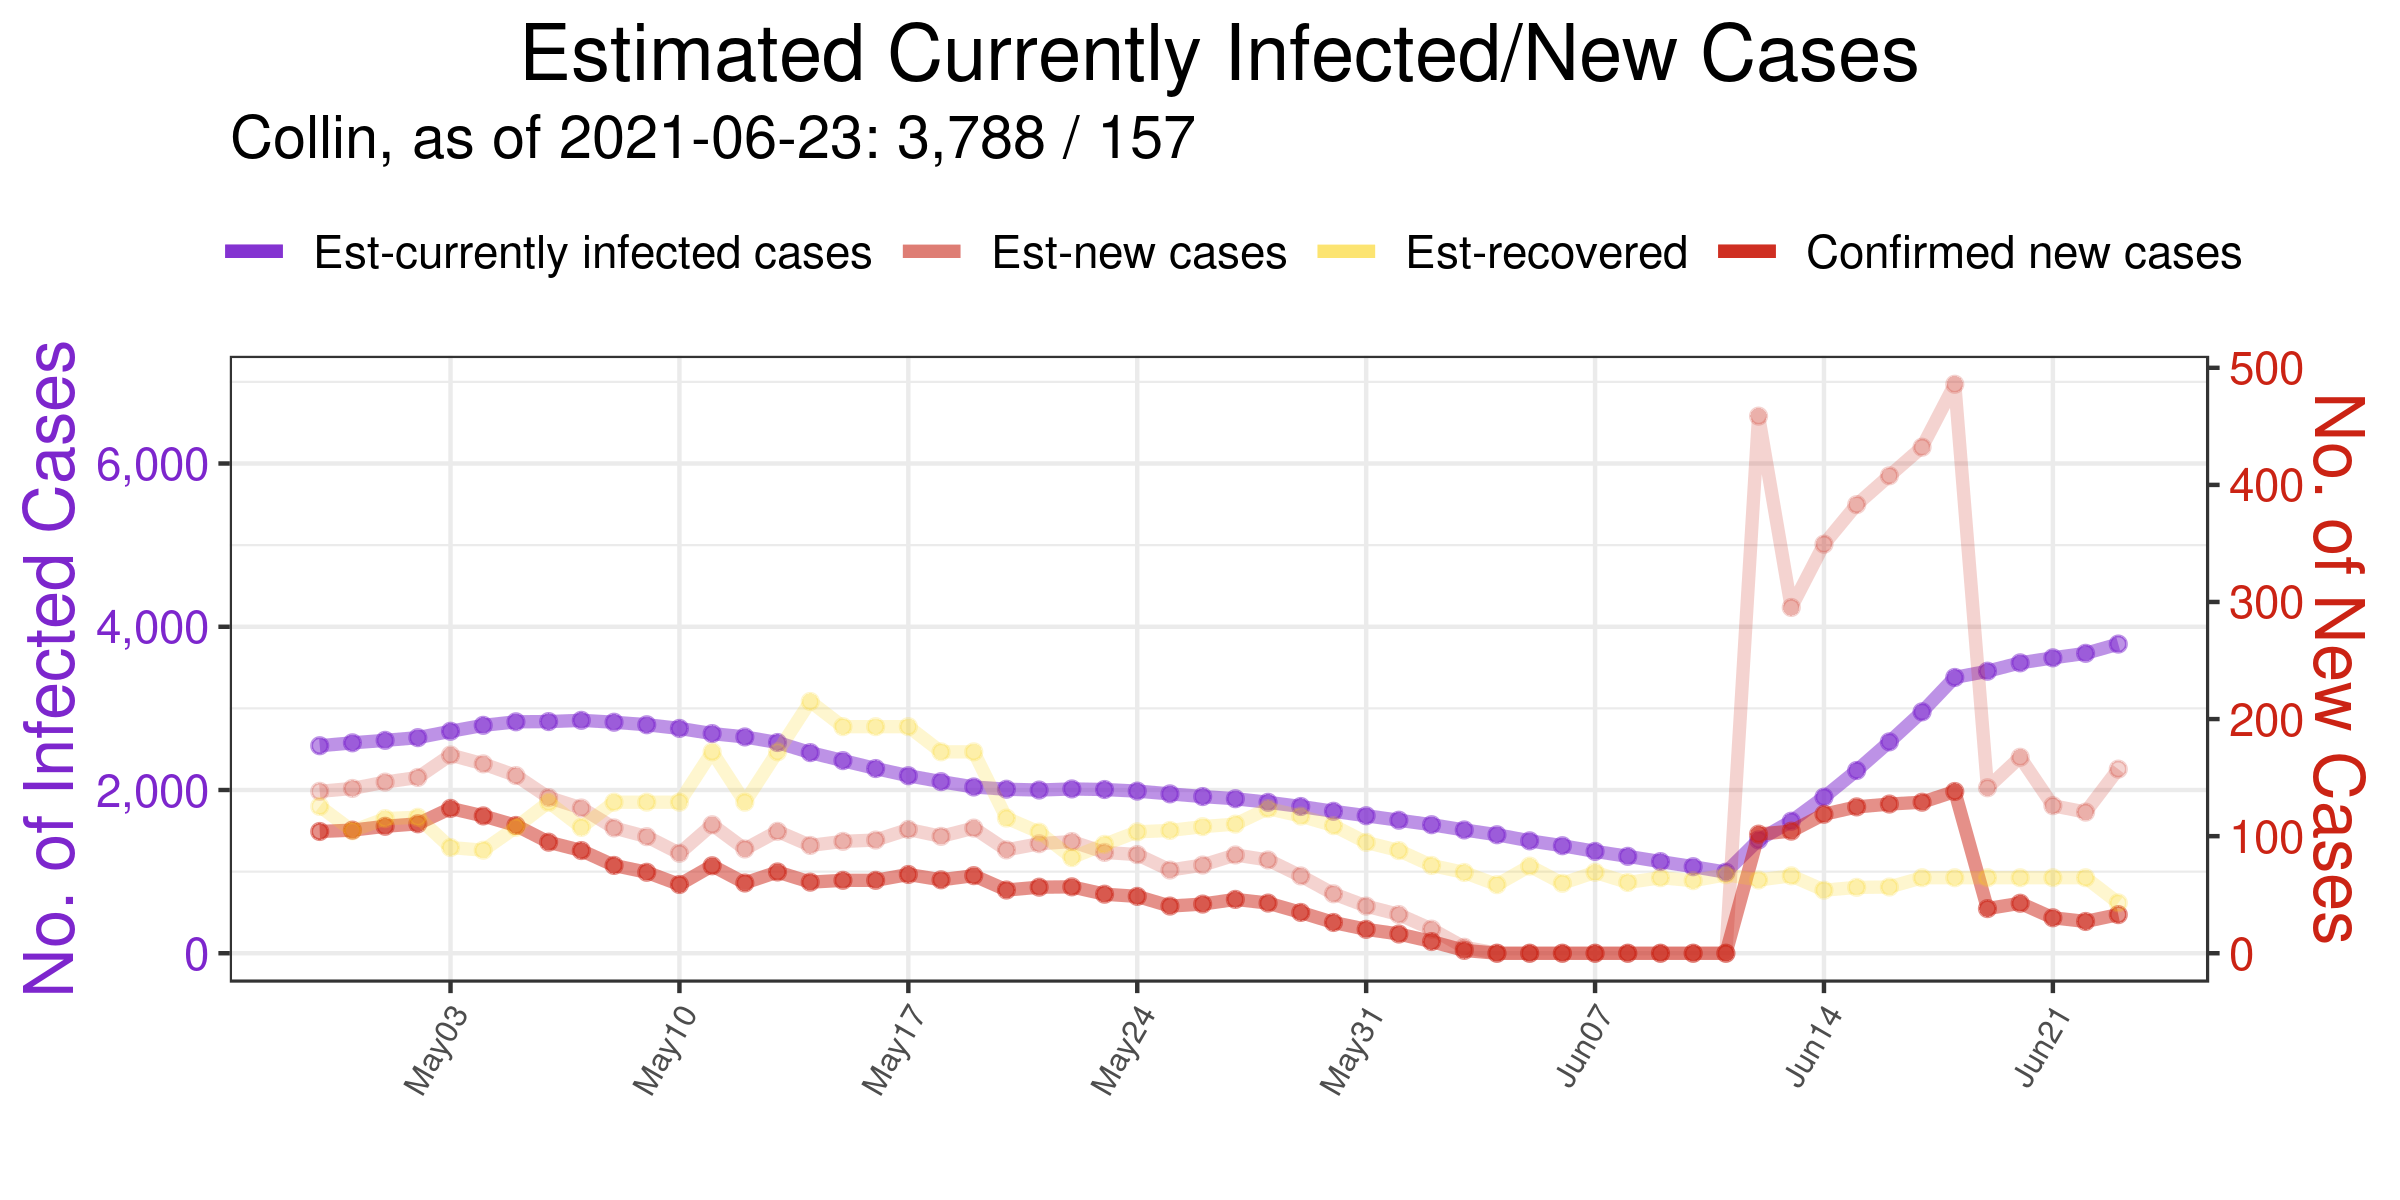 Estimated Currently Infected/New Cases
Collin, as of 2021-06-23: 3,788 / 157
Est-currently infected cases Est-new cases Est-recovered Confirmed new cases
No. of Infected Cases
6,000
4,000
2,000
0
500
400
300
200
100
0
No. of New Cases
May03 May10 May17 May24 May31 Jun07 Jun14 Jun21